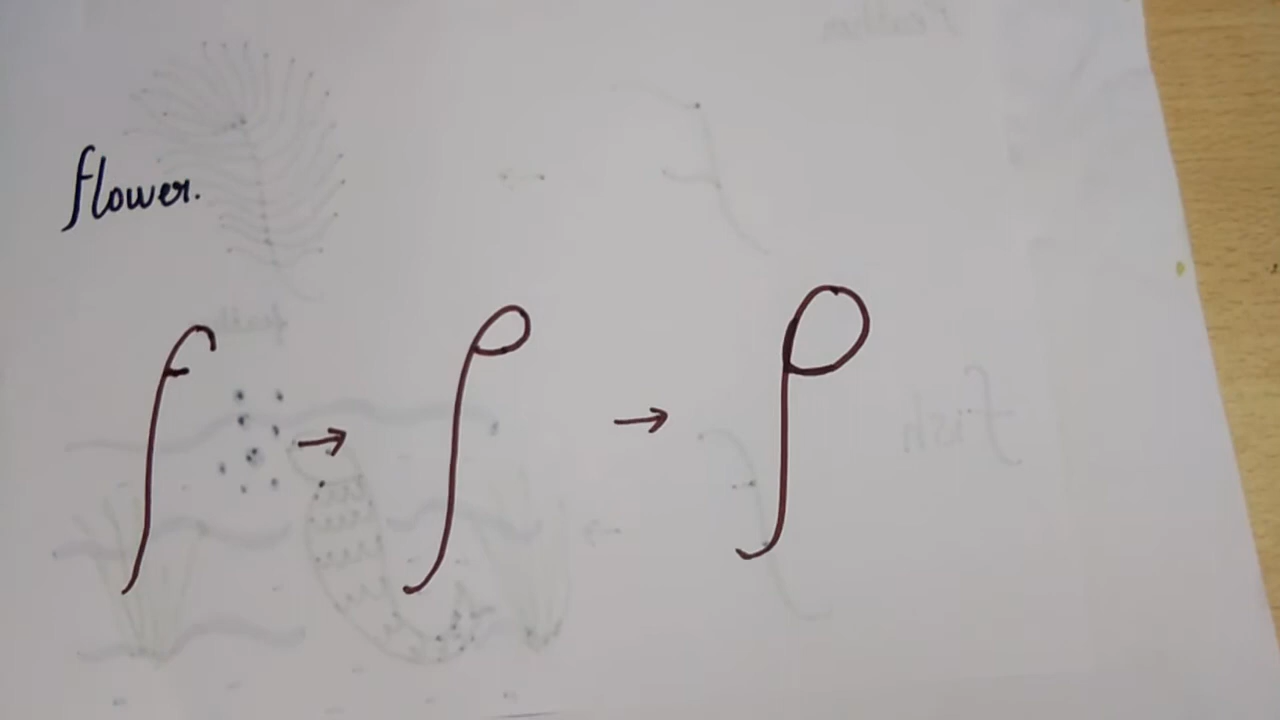 flower.
f → ρ → ρ